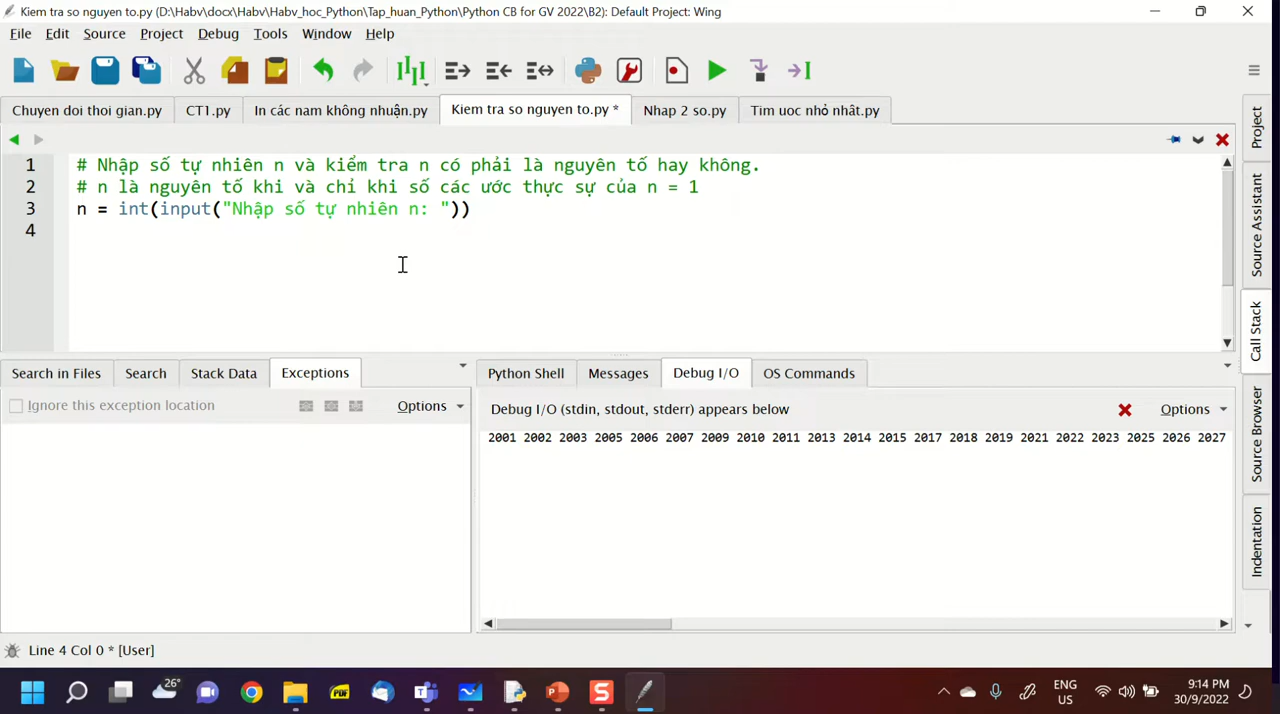 Kiem tra so nguyen to.py (D:\Habv\docx\Habv\Habv_hoc_Python\Tap_huan_Python\Python CB for GV 2022\B2): Default Project: Wing
File Edit Source Project Debug Tools Window Help
Chuyen doi thoi gian.py CT1.py In các nam không nhuận.py Kiem tra so nguyen to.py * Nhap 2 so.py Tim uoc nhỏ nhất.py
1 # Nhập số tự nhiên n và kiểm tra n có phải là nguyên tố hay không.
2 # n là nguyên tố khi và chỉ khi số các ước thực sự của n = 1
3 n = int(input("Nhập số tự nhiên n: "))
4
Project
Source Assistant
Call Stack
Source Browser
Indentation
Search in Files Search Stack Data Exceptions
Ignore this exception location Options
Python Shell Messages Debug I/O OS Commands
Debug I/O (stdin, stdout, stderr) appears below Options
2001 2002 2003 2005 2006 2007 2009 2010 2011 2013 2014 2015 2017 2018 2019 2021 2022 2023 2025 2026 2027
Line 4 Col 0 * [User]
26°
PDF
ENG
US
9:14 PM
30/9/2022